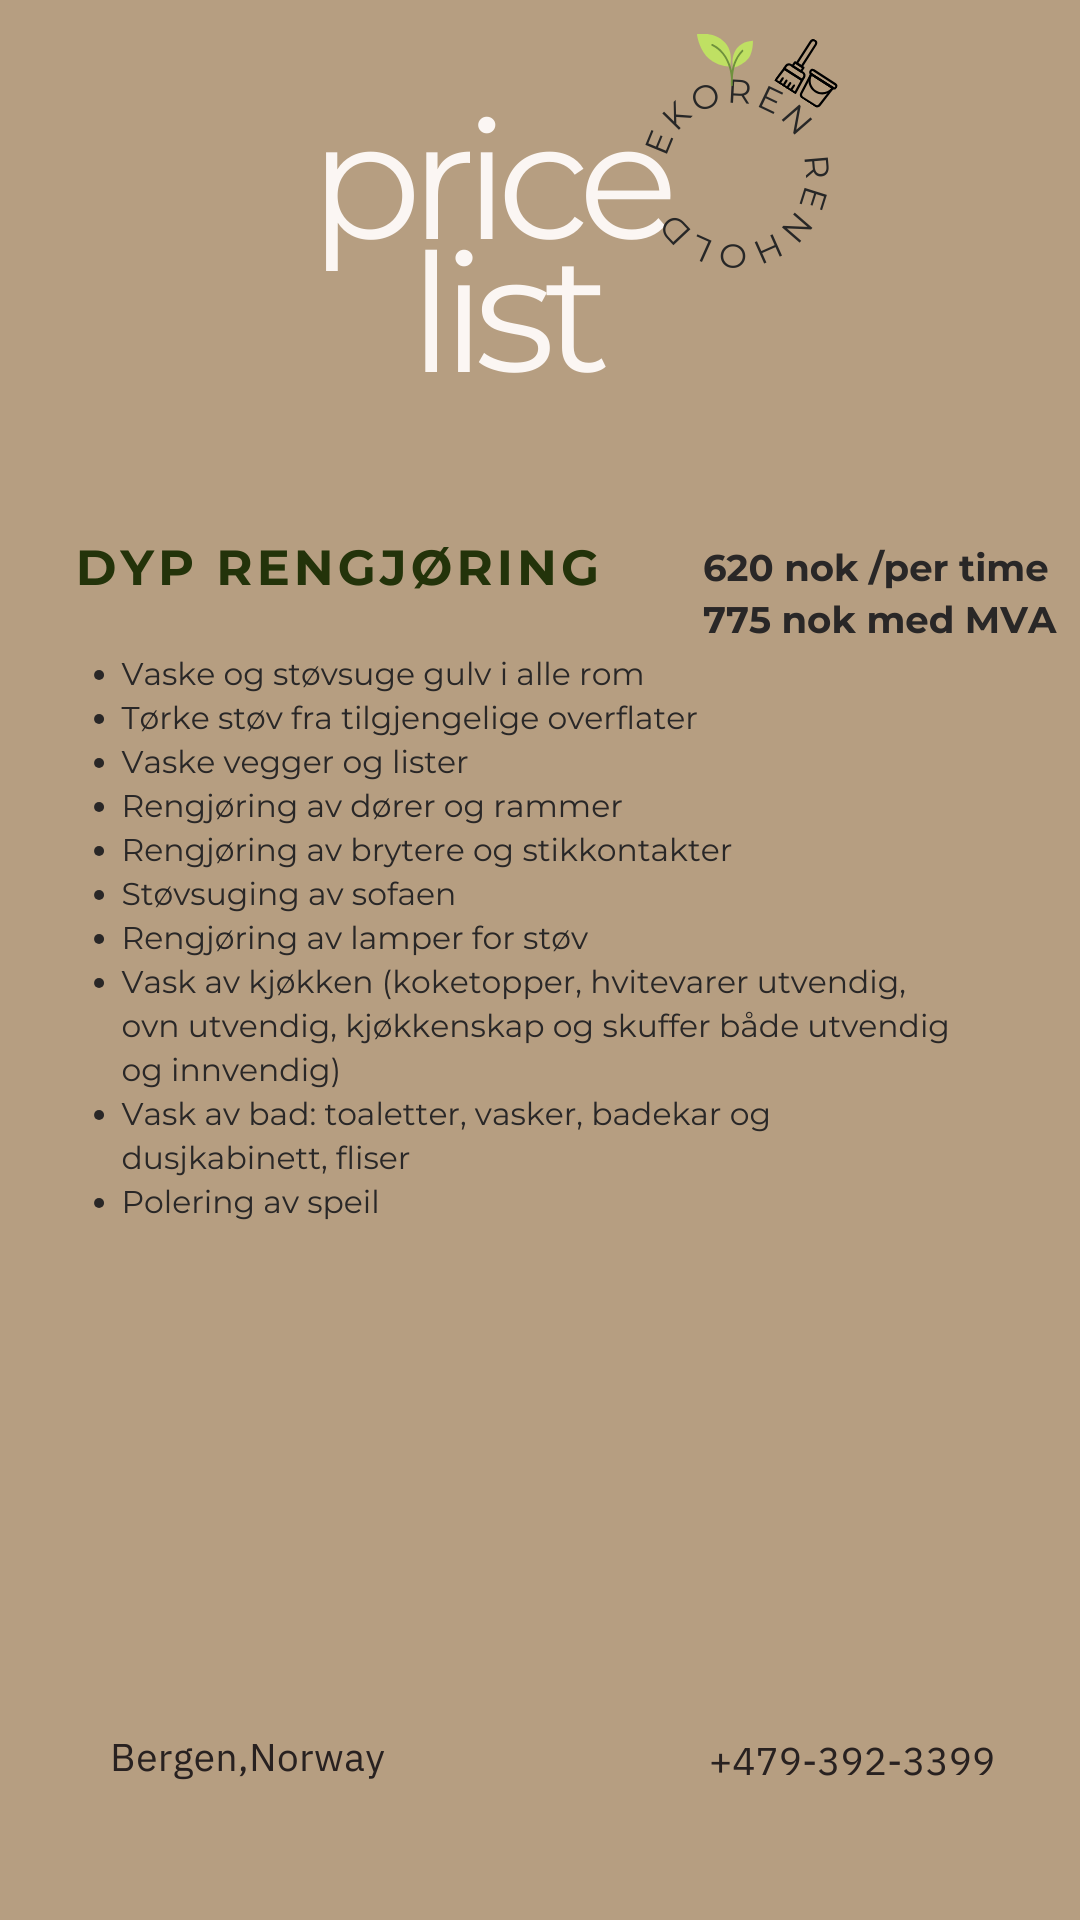 price
list
EKOREN RENHOLD
DYP RENGJØRING
620 nok /per time
775 nok med MVA
• Vaske og støvsuge gulv i alle rom
• Tørke støv fra tilgjengelige overflater
• Vaske vegger og lister
• Rengjøring av dører og rammer
• Rengjøring av brytere og stikkontakter
• Støvsuging av sofaen
• Rengjøring av lamper for støv
• Vask av kjøkken (koketopper, hvitevarer utvendig,
ovn utvendig, kjøkkenskap og skuffer både utvendig
og innvendig)
• Vask av bad: toaletter, vasker, badekar og
dusjkabinett, fliser
• Polering av speil
Bergen,Norway
+479-392-3399